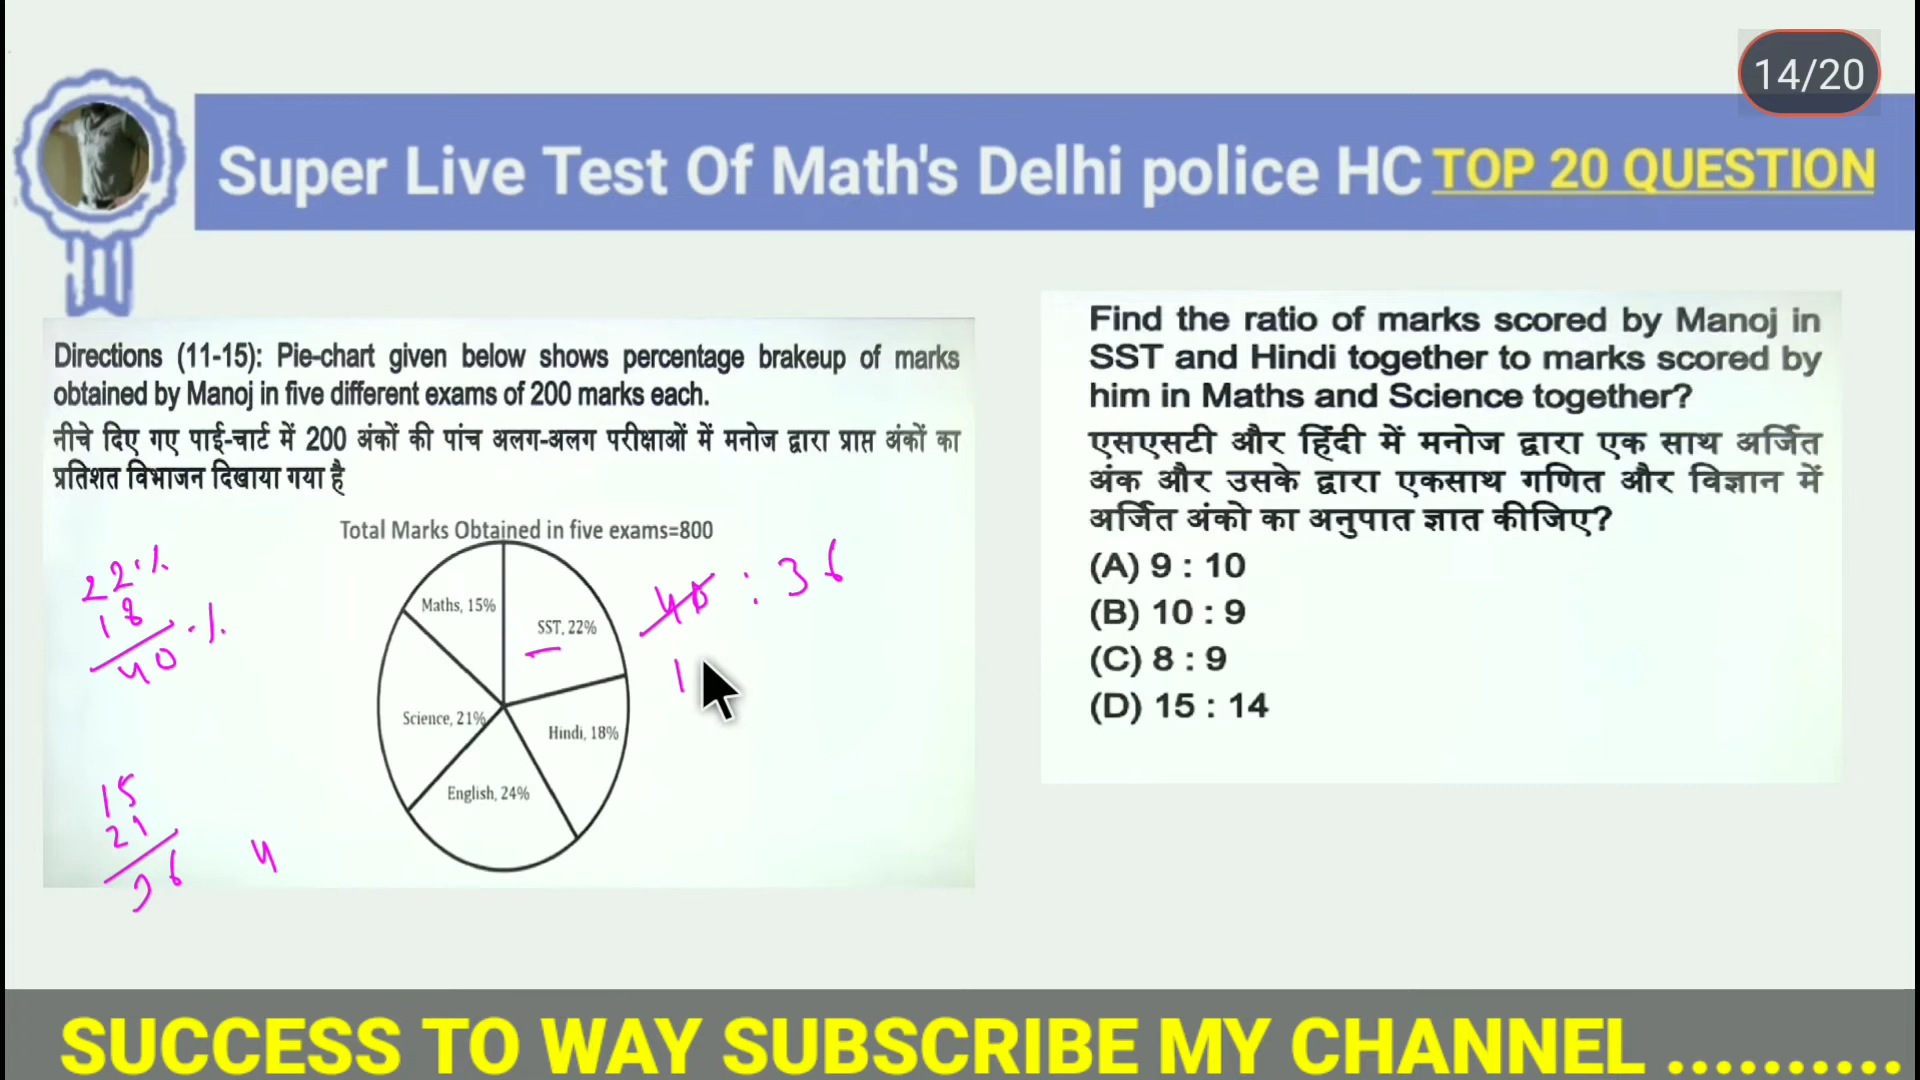 14/20
Super Live Test Of Math's Delhi police HC TOP 20 QUESTION
Directions (11-15): Pie-chart given below shows percentage brakeup of marks
obtained by Manoj in five different exams of 200 marks each.
नीचे दिए गए पाई-चार्ट में 200 अंकों की पांच अलग-अलग परीक्षाओं में मनोज द्वारा प्राप्त अंकों का
प्रतिशत विभाजन दिखाया गया है
Total Marks Obtained in five exams=800
Maths, 15%
SST, 22%
Science, 21%
Hindi, 18%
English, 24%
22%
18
40%
15
21
36
4
40 : 36
1
Find the ratio of marks scored by Manoj in
SST and Hindi together to marks scored by
him in Maths and Science together?
एसएसटी और हिंदी में मनोज द्वारा एक साथ अर्जित
अंक और उसके द्वारा एकसाथ गणित और विज्ञान में
अर्जित अंको का अनुपात ज्ञात कीजिए?
(A) 9 : 10
(B) 10 : 9
(C) 8 : 9
(D) 15 : 14
SUCCESS TO WAY SUBSCRIBE MY CHANNEL ..........